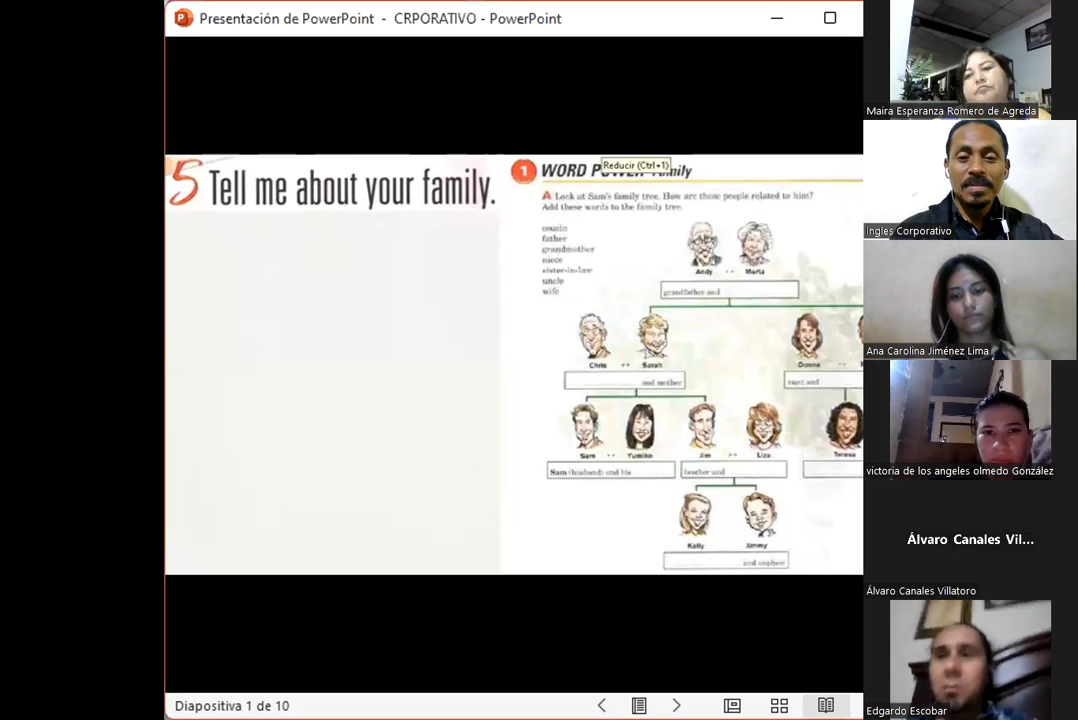 Presentación de PowerPoint - CRPORATIVO - PowerPoint
5 Tell me about your family.
1 WORD P
Reducir (Ctrl+1)
A Look at Sam's family tree. How are these people related to him?
Add these words to the family tree.
cousin
father
grandmother
niece
sister-in-law
uncle
wife
Andy
Marta
grandfather and
Chris
Sarah
Donna
and mother
aunt and
Sam
Yumiko
Jim
Liza
Teresa
Sam (husband) and his
brother and
Kelly
Jimmy
and nephew
Diapositiva 1 de 10
Maira Esperanza Romero de Agreda
Ingles Corporativo
Ana Carolina Jiménez Lima
victoria de los angeles olmedo González
Álvaro Canales Vil...
Álvaro Canales Villatoro
Edgardo Escobar